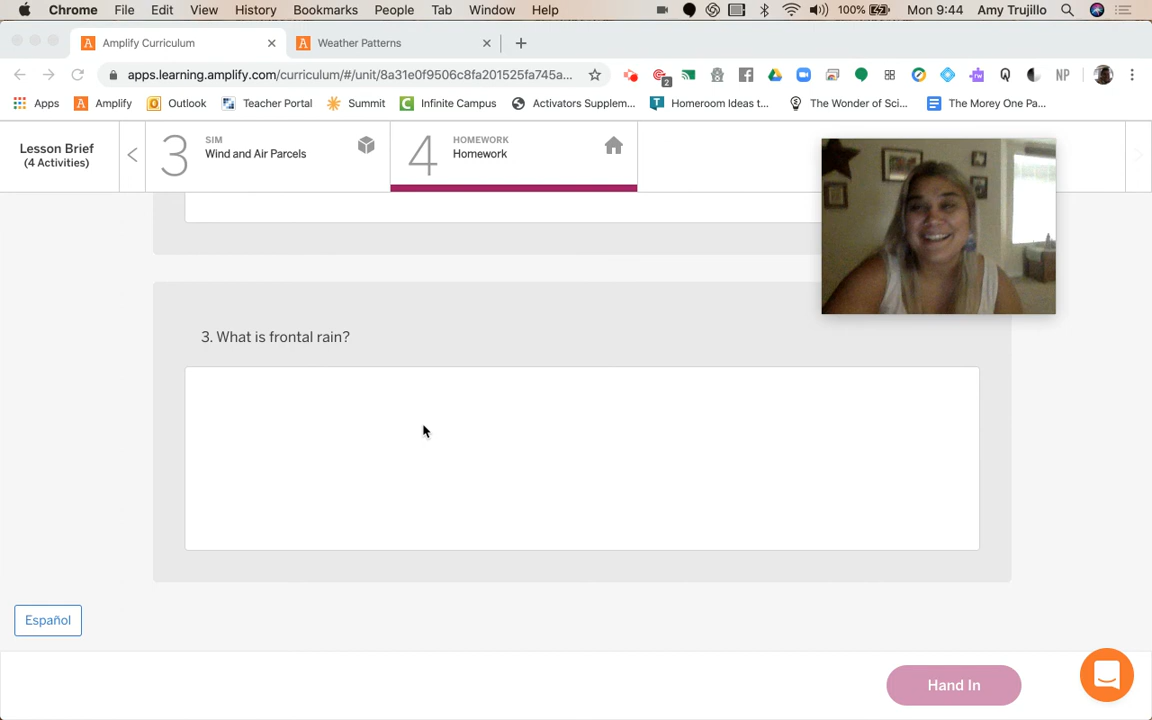 Chrome File Edit View History Bookmarks People Tab Window Help 100% Mon 9:44 Amy Trujillo
Amplify Curriculum
Weather Patterns
apps.learning.amplify.com/curriculum/#/unit/8a31e0f9506c8fa201525fa745a...
2
rw
Q
NP
Apps Amplify Outlook Teacher Portal Summit Infinite Campus Activators Supplem... Homeroom Ideas t... The Wonder of Sci... The Morey One Pa...
Lesson Brief
(4 Activities)
3
SIM
Wind and Air Parcels
4
HOMEWORK
Homework
3. What is frontal rain?
Español
Hand In